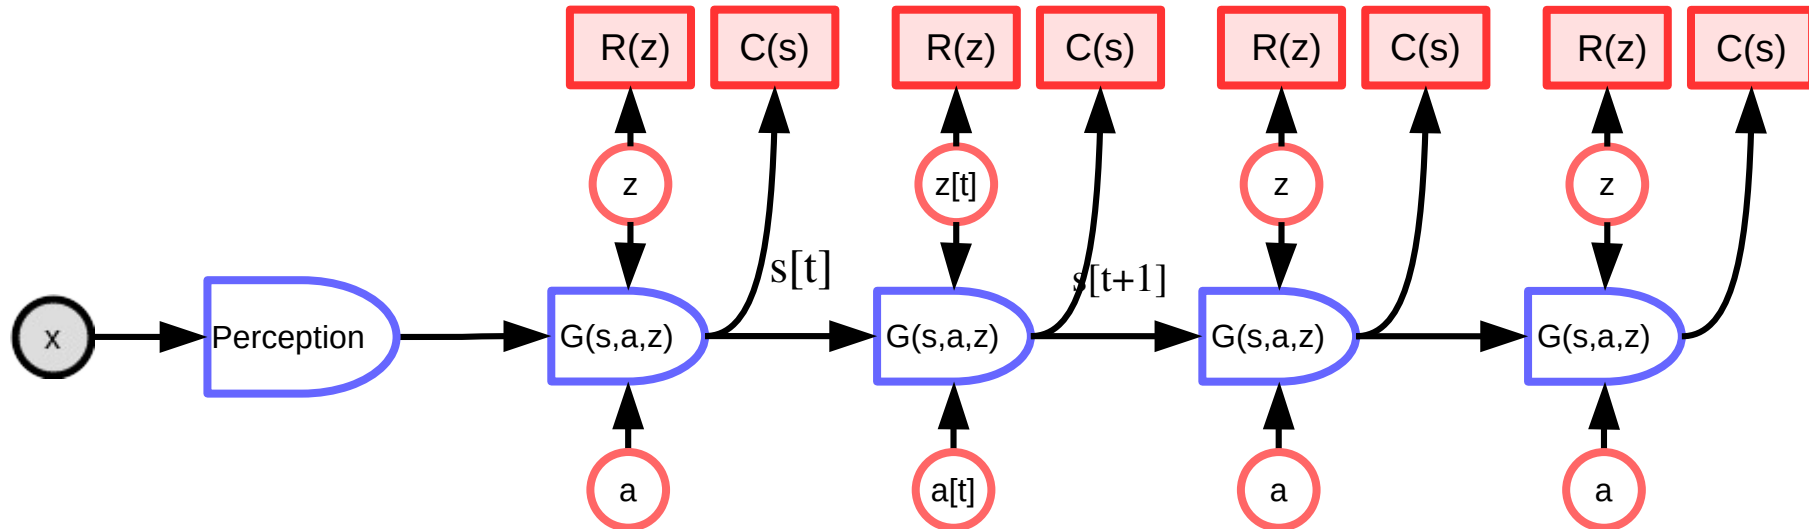 R(z) C(s) R(z) C(s) R(z) C(s) R(z) C(s)
z z[t] z z
s[t] s[t+1]
x Perception G(s,a,z) G(s,a,z) G(s,a,z) G(s,a,z)
a a[t] a a